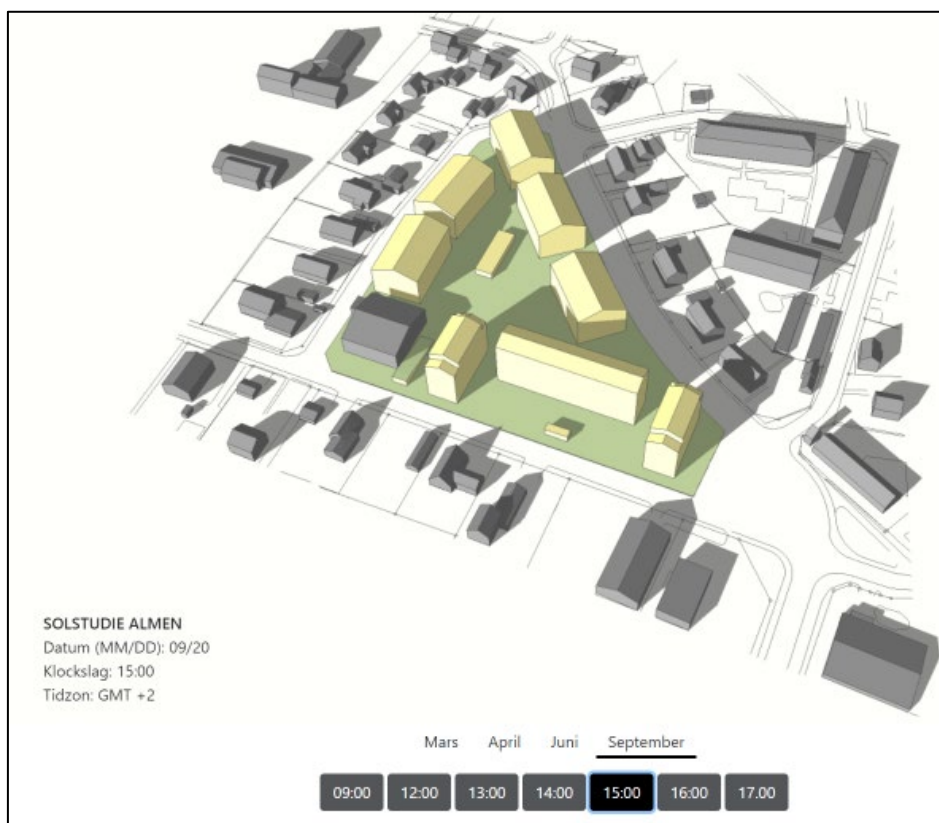 SOLSTUDIE ALMEN
Datum (MM/DD): 09/20
Klockslag: 15:00
Tidzon: GMT +2
Mars April Juni September
09:00 12:00 13:00 14:00 15:00 16:00 17.00